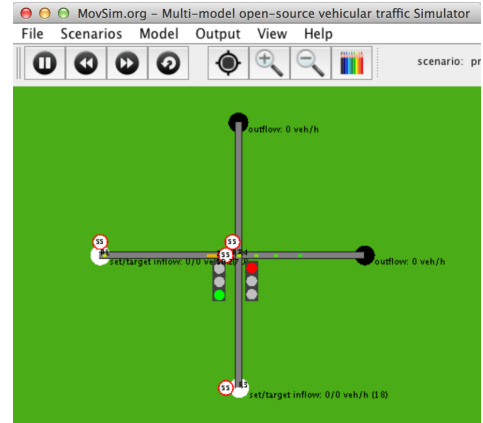 MovSim.org – Multi-model open-source vehicular traffic Simulator
File Scenarios Model Output View Help
scenario: pr
outflow: 0 veh/h
55
55
set/target inflow: 0/0 ve
55
outflow: 0 veh/h
55
set/target inflow: 0/0 veh/h (18)